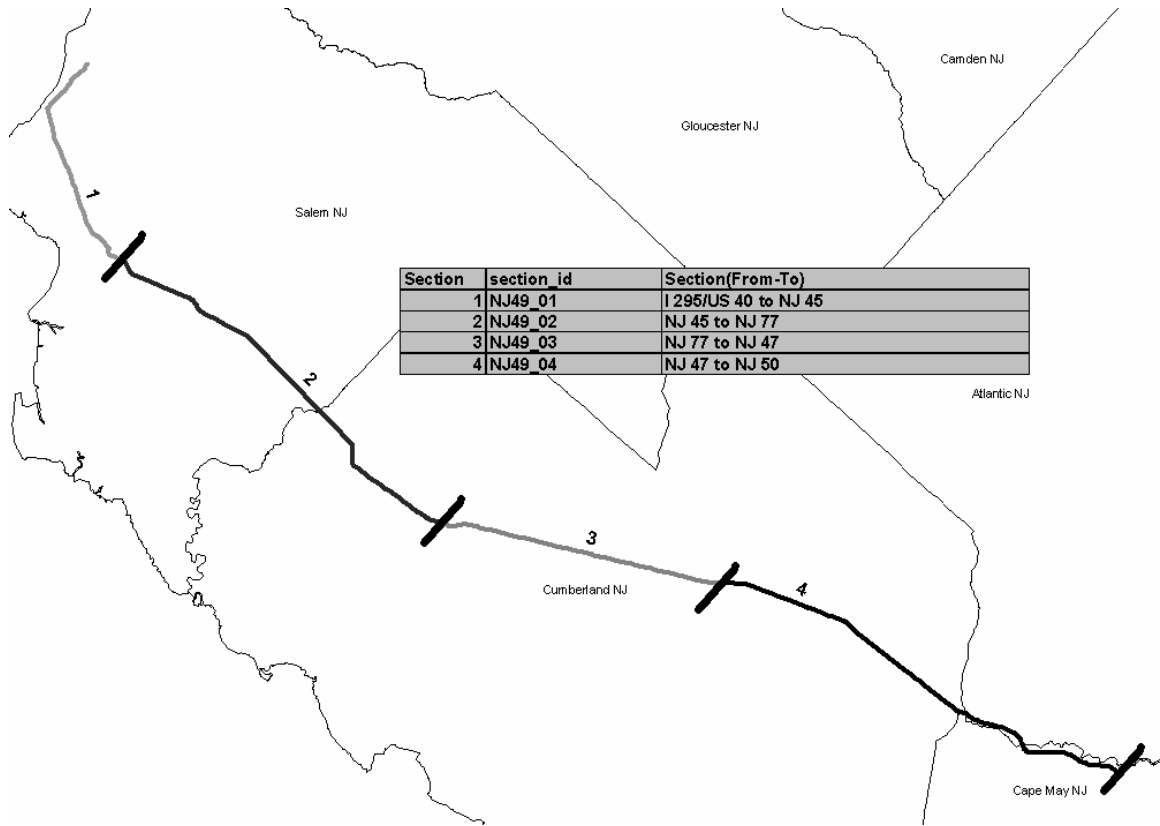 Camden NJ
Gloucester NJ
1
Salem NJ
Section section_id Section(From-To)
1 NJ49_01 I 295/US 40 to NJ 45
2 NJ49_02 NJ 45 to NJ 77
3 NJ49_03 NJ 77 to NJ 47
4 NJ49_04 NJ 47 to NJ 50
2
Atlantic NJ
3
Cumberland NJ
4
Cape May NJ